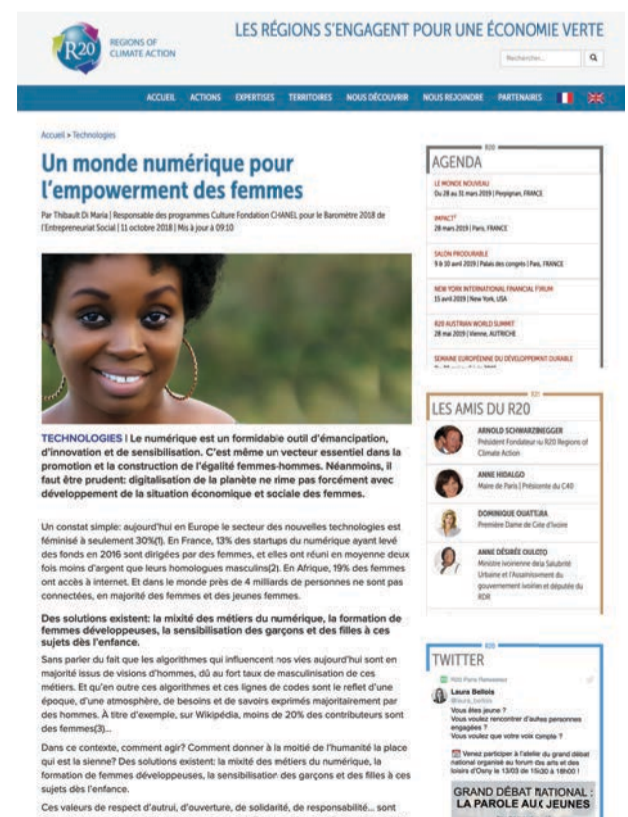 LES RÉGIONS S'ENGAGENT POUR UNE ÉCONOMIE VERTE
R20
REGIONS OF
CLIMATE ACTION
Rechercher...
ACCUEIL ACTIONS EXPERTISES TERRITOIRES NOUS DÉCOUVRIR NOUS REJOINDRE PARTENAIRES
Accueil > Technologies
Un monde numérique pour
l'empowerment des femmes
Par Thibault Di Maria | Responsable des programmes Culture Fondation CHANEL pour le Baromètre 2018 de
l'Entrepreneuriat Social | 11 octobre 2018 | Mis à jour à 09:10
TECHNOLOGIES | Le numérique est un formidable outil d'émancipation,
d'innovation et de sensibilisation. C'est même un vecteur essentiel dans la
promotion et la construction de l'égalité femmes-hommes. Néanmoins, il
faut être prudent: digitalisation de la planète ne rime pas forcément avec
développement de la situation économique et sociale des femmes.
Un constat simple: aujourd'hui en Europe le secteur des nouvelles technologies est
féminisé à seulement 30%(1). En France, 13% des startups du numérique ayant levé
des fonds en 2016 sont dirigées par des femmes, et elles ont réuni en moyenne deux
fois moins d'argent que leurs homologues masculins(2). En Afrique, 19% des femmes
ont accès à internet. Et dans le monde près de 4 milliards de personnes ne sont pas
connectées, en majorité des femmes et des jeunes femmes.
Des solutions existent: la mixité des métiers du numérique, la formation de
femmes développeuses, la sensibilisation des garçons et des filles à ces
sujets dès l'enfance.
Sans parler du fait que les algorithmes qui influencent nos vies aujourd'hui sont en
majorité issus de visions d'hommes, dû au fort taux de masculinisation de ces
métiers. Et qu'en outre ces algorithmes et ces lignes de codes sont le reflet d'une
époque, d'une atmosphère, de besoins et de savoirs exprimés majoritairement par
des hommes. À titre d'exemple, sur Wikipédia, moins de 20% des contributeurs sont
des femmes(3)...
Dans ce contexte, comment agir? Comment donner à la moitié de l'humanité la place
qui est la sienne? Des solutions existent: la mixité des métiers du numérique, la
formation de femmes développeuses, la sensibilisation des garçons et des filles à ces
sujets dès l'enfance.
Ces valeurs de respect d'autrui, d'ouverture, de solidarité, de responsabilité... sont
R20
AGENDA
LE MONDE NOUVEAU
Du 28 au 31 mars 2019 | Perpignan, FRANCE
IMPACT²
28 mars 2019 | Paris, FRANCE
SALON PRODURABLE
9 & 10 avril 2019 | Palais des congrès | Paris, FRANCE
NEW YORK INTERNATIONAL FINANCIAL FORUM
15 avril 2019 | New York, USA
R20 AUSTRIAN WORLD SUMMIT
28 mai 2019 | Vienne, AUTRICHE
SEMAINE EUROPÉENNE DU DÉVELOPPEMENT DURABLE
LES AMIS DU R20
ARNOLD SCHWARZINEGGER
Président Fondateur R20 Regions of
Climate Action
ANNE HIDALGO
Maire de Paris | Présidente du C40
DOMINIQUE OUATTARA
Première Dame de Côte d'Ivoire
ANNE DÉSIRÉE OULOTO
Ministre ivoirienne de la Salubrité
Urbaine et l'Assainissement du
gouvernement ivoirien et députée du
RDR
R20
TWITTER
R20 Paris Retweeted
Laura Bellois
Vous êtes jeune ?
Vous voulez rencontrer d'autres personnes
engagées ?
Vous voulez que votre voix compte ?
Venez participer à l'atelier du grand débat
national organisé au forum des arts et des
loisirs d'Osny le 13/03 de 15h30 à 18h00 !
GRAND DÉBAT NATIONAL :
LA PAROLE AUX JEUNES